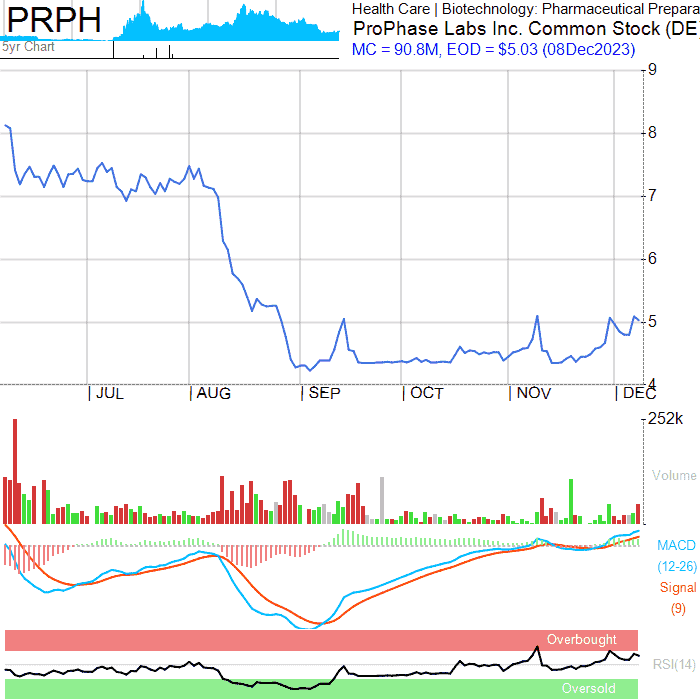 PRPH
Health Care | Biotechnology: Pharmaceutical Prepara
ProPhase Labs Inc. Common Stock (DE
5yr Chart
MC = 90.8M, EOD = $5.03 (08Dec2023)
9
8
7
6
5
4
| JUL
| AUG
| SEP
| OCT
| NOV
| DEC
252k
Volume
MACD
(12-26)
Signal
(9)
Overbought
RSI(14)
Oversold